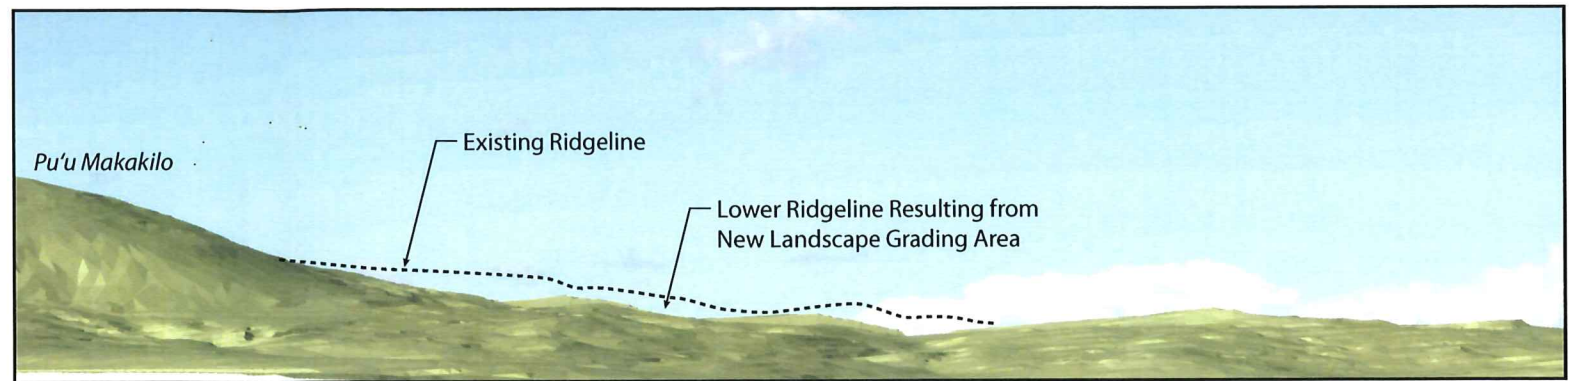 Existing Ridgeline
Pu‘u Makakilo
Lower Ridgeline Resulting from
New Landscape Grading Area